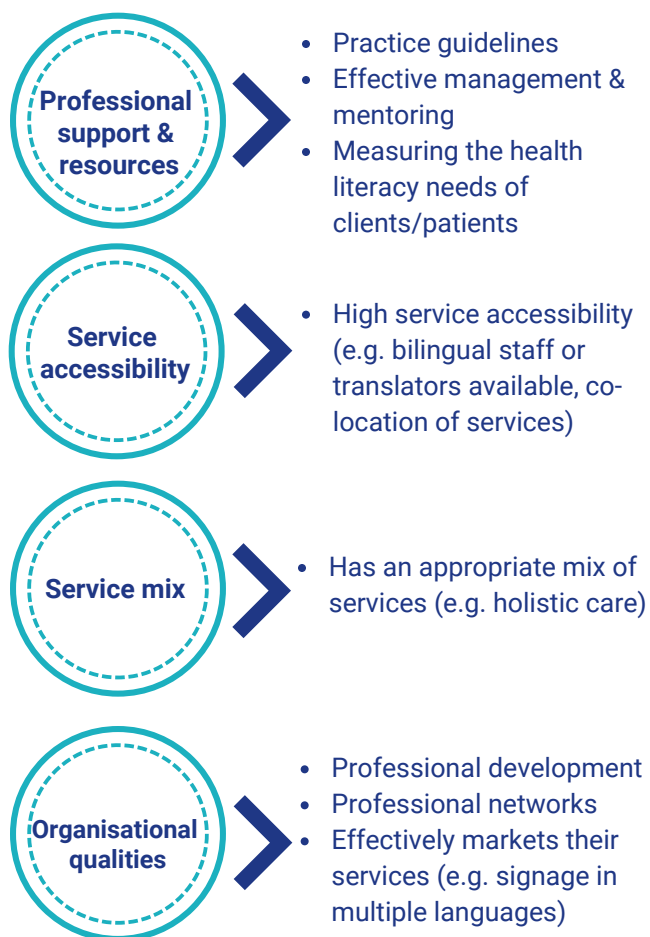 Professional
support &
resources
• Practice guidelines
• Effective management &
mentoring
• Measuring the health
literacy needs of
clients/patients
Service
accessibility
• High service accessibility
(e.g. bilingual staff or
translators available, co-
location of services)
Service mix
• Has an appropriate mix of
services (e.g. holistic care)
Organisational
qualities
• Professional development
• Professional networks
• Effectively markets their
services (e.g. signage in
multiple languages)